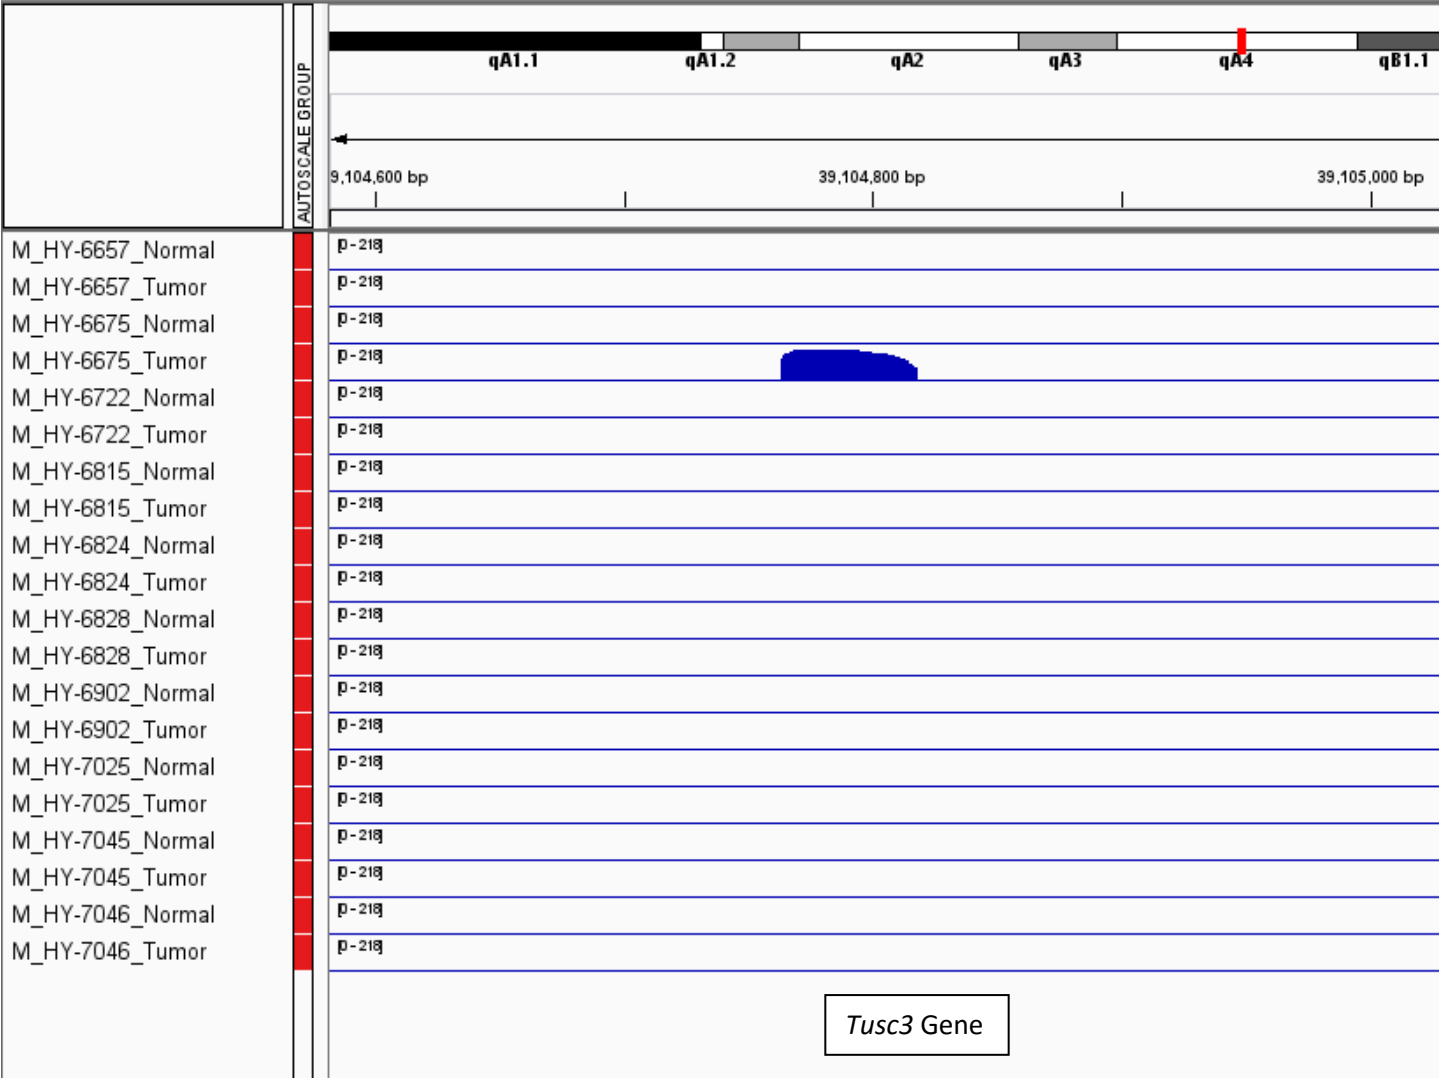 qA1.1 qA1.2 qA2 qA3 qA4 qB1.1
AUTOSCALE GROUP
9,104,600 bp 39,104,800 bp 39,105,000 bp
M_HY-6657_Normal [0 - 218]
M_HY-6657_Tumor [0 - 218]
M_HY-6675_Normal [0 - 218]
M_HY-6675_Tumor [0 - 218]
M_HY-6722_Normal [0 - 218]
M_HY-6722_Tumor [0 - 218]
M_HY-6815_Normal [0 - 218]
M_HY-6815_Tumor [0 - 218]
M_HY-6824_Normal [0 - 218]
M_HY-6824_Tumor [0 - 218]
M_HY-6828_Normal [0 - 218]
M_HY-6828_Tumor [0 - 218]
M_HY-6902_Normal [0 - 218]
M_HY-6902_Tumor [0 - 218]
M_HY-7025_Normal [0 - 218]
M_HY-7025_Tumor [0 - 218]
M_HY-7045_Normal [0 - 218]
M_HY-7045_Tumor [0 - 218]
M_HY-7046_Normal [0 - 218]
M_HY-7046_Tumor [0 - 218]
Tusc3 Gene